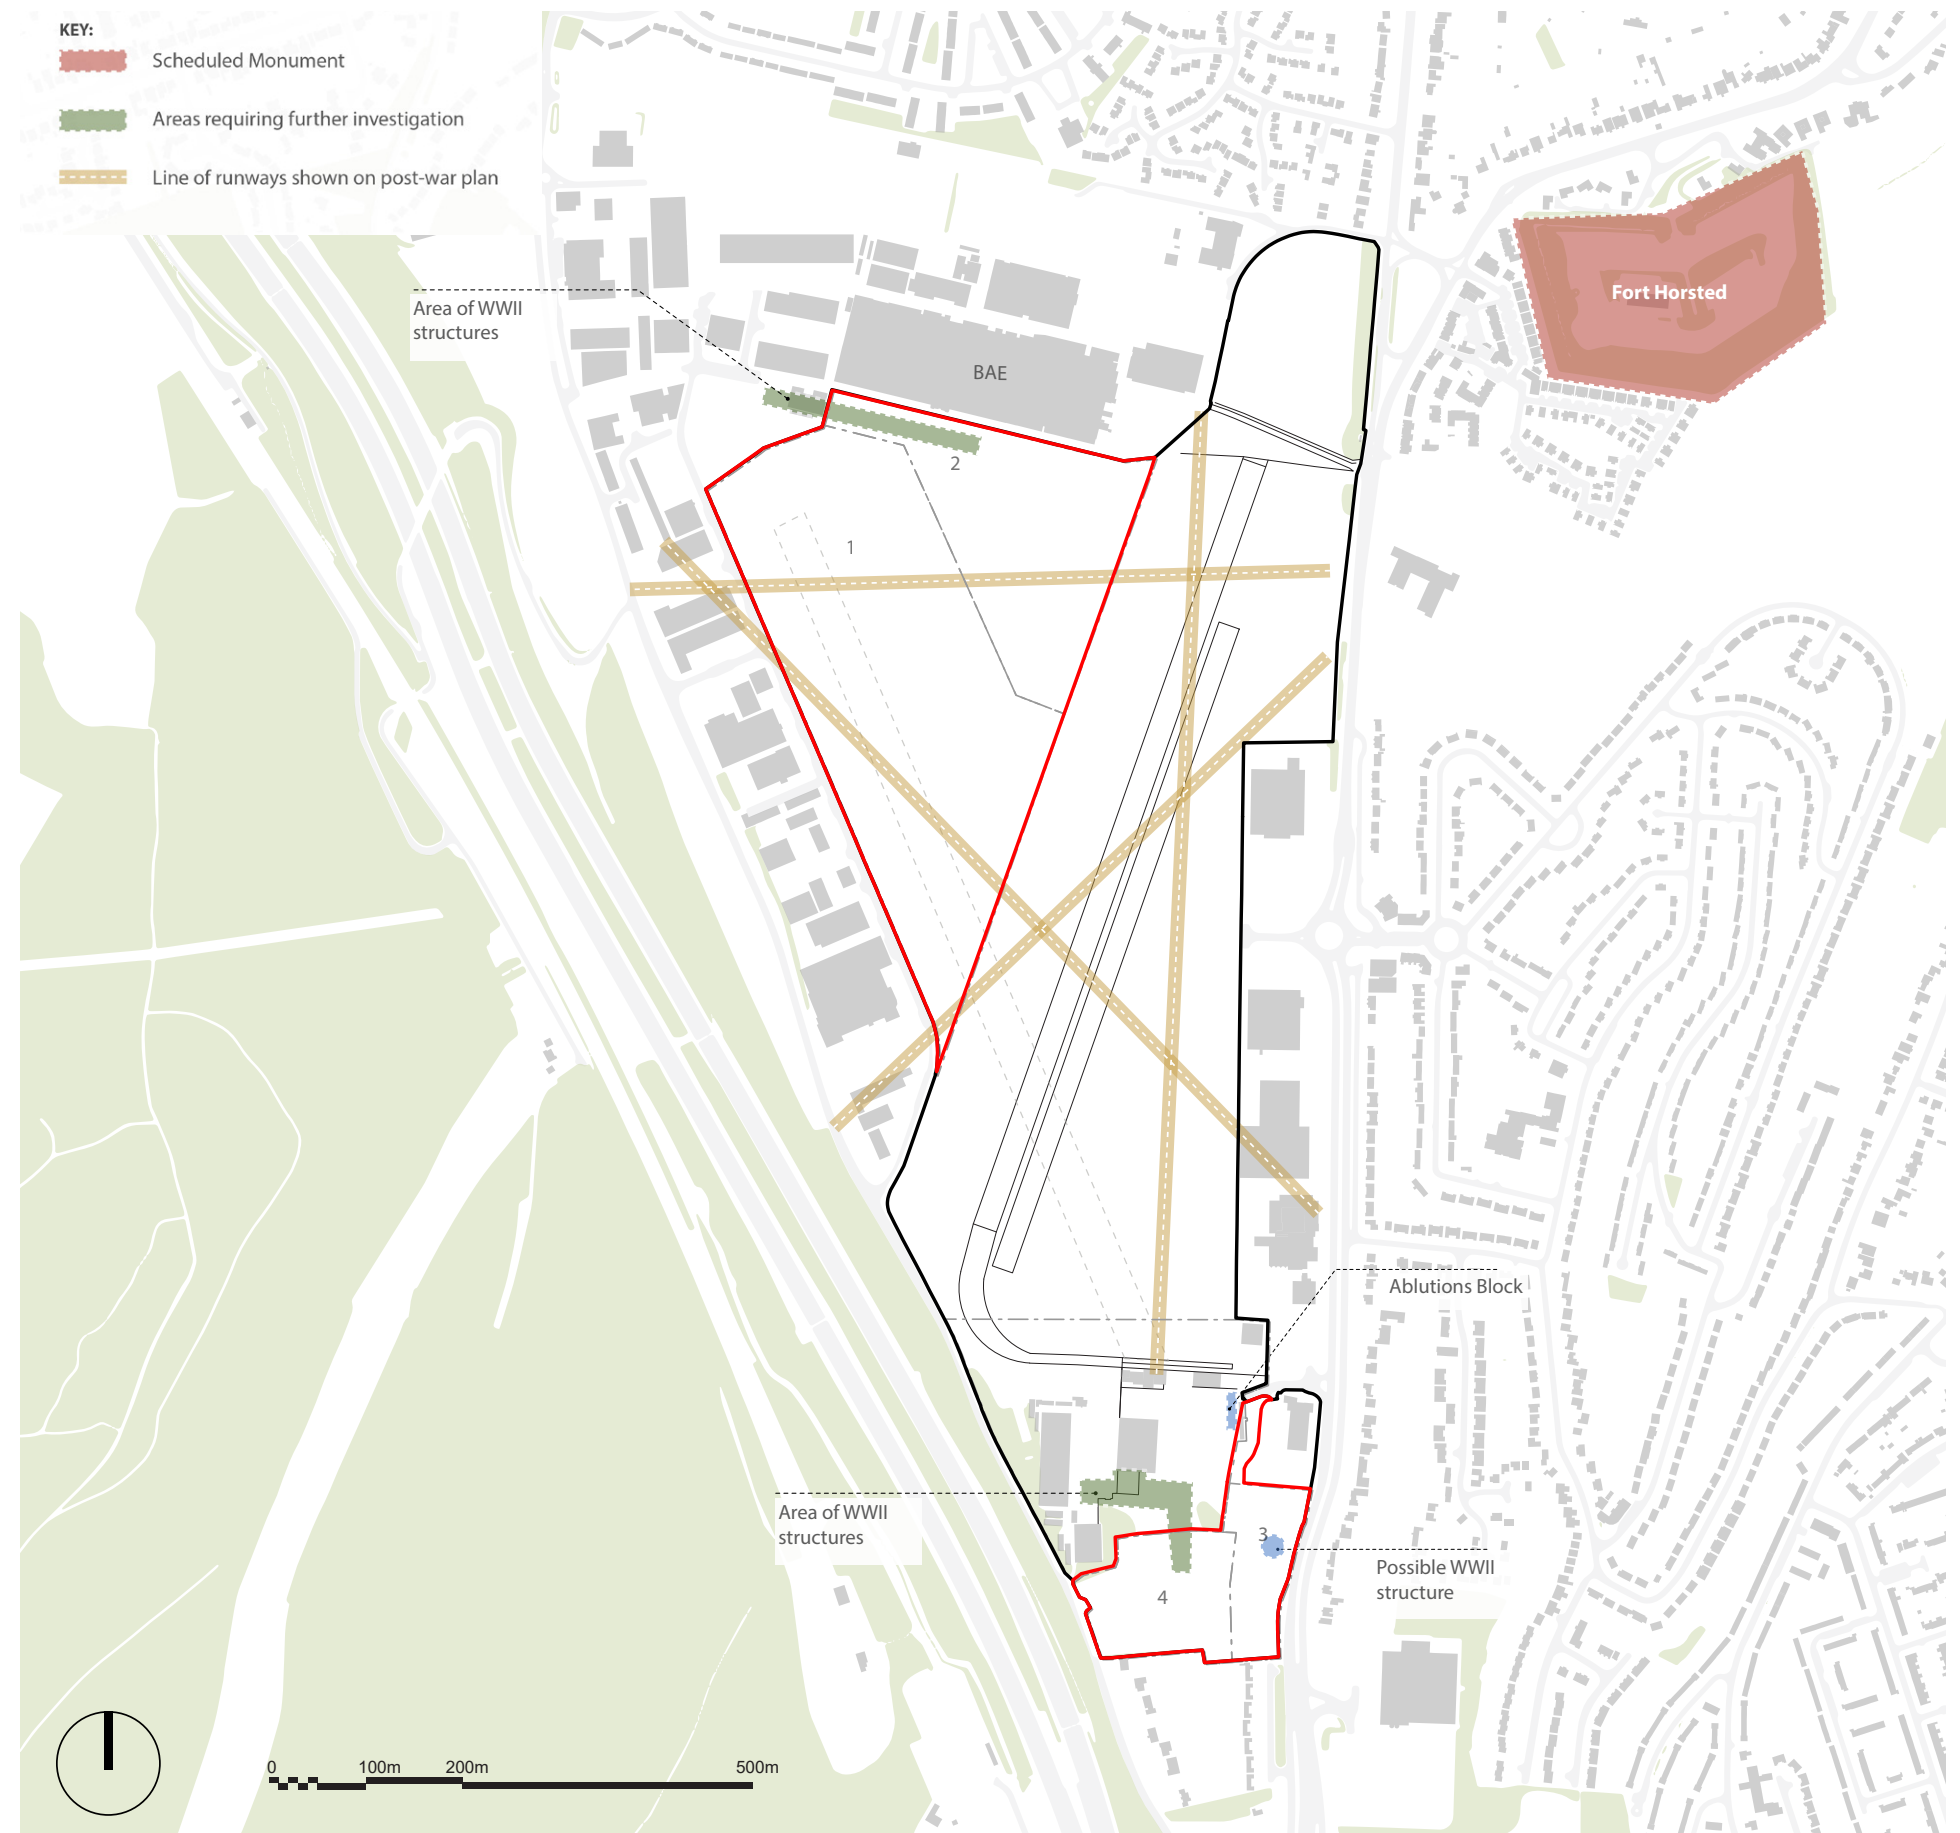 KEY:
Scheduled Monument
Areas requiring further investigation
Line of runways shown on post-war plan
Area of WWII
structures
Fort Horsted
BAE
2
1
Ablutions Block
Area of WWII
structures
3
Possible WWII
structure
4
0 100m 200m 500m